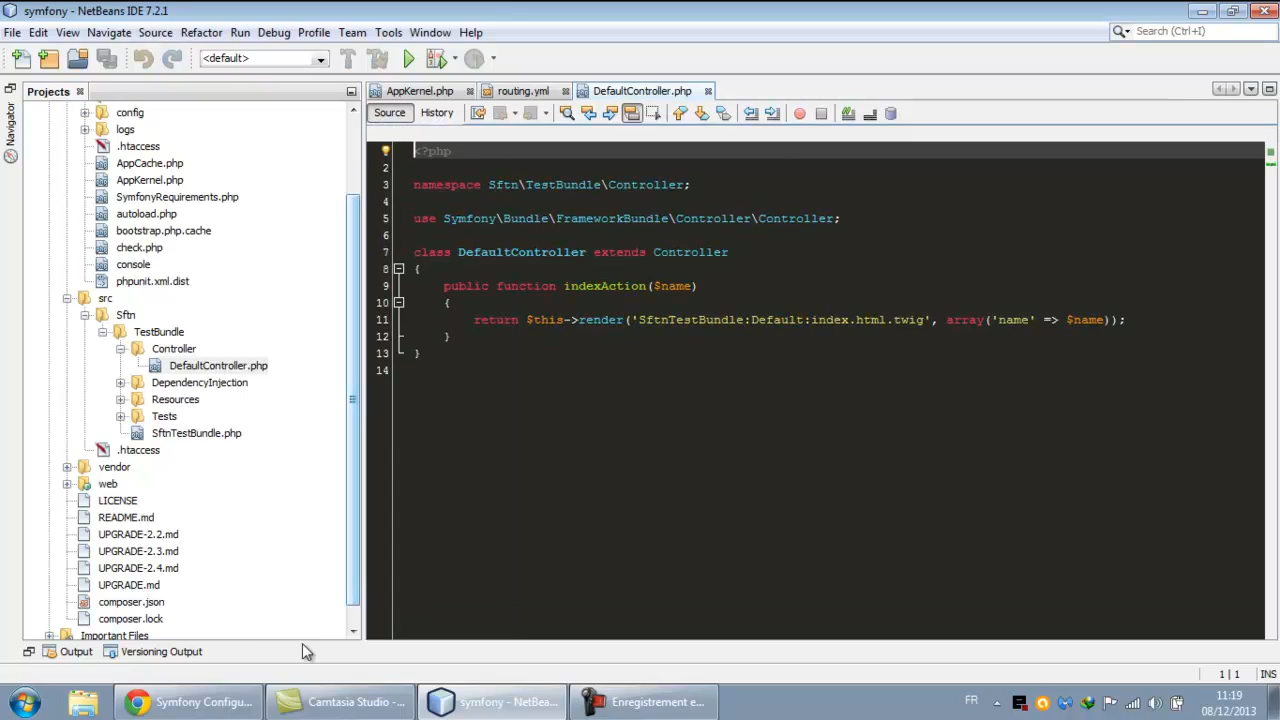 symfony - NetBeans IDE 7.2.1
File Edit View Navigate Source Refactor Run Debug Profile Team Tools Window Help
Search (Ctrl+I)
<default>
Projects
AppKernel.php
routing.yml
DefaultController.php
Navigator
Source
History
config
logs
.htaccess
AppCache.php
AppKernel.php
SymfonyRequirements.php
autoload.php
bootstrap.php.cache
check.php
console
phpunit.xml.dist
src
Sftn
TestBundle
Controller
DefaultController.php
DependencyInjection
Resources
Tests
SftnTestBundle.php
.htaccess
vendor
web
LICENSE
README.md
UPGRADE-2.2.md
UPGRADE-2.3.md
UPGRADE-2.4.md
UPGRADE.md
composer.json
composer.lock
Important Files
<?php
2
3 namespace Sftn\TestBundle\Controller;
4
5 use Symfony\Bundle\FrameworkBundle\Controller\Controller;
6
7 class DefaultController extends Controller
8 {
9 public function indexAction($name)
10 {
11 return $this->render('SftnTestBundle:Default:index.html.twig', array('name' => $name));
12 }
13 }
14
Output
Versioning Output
1 | 1 INS
Symfony Configu...
Camtasia Studio -...
symfony - NetBea...
Enregistrement e...
FR
11:19
08/12/2013